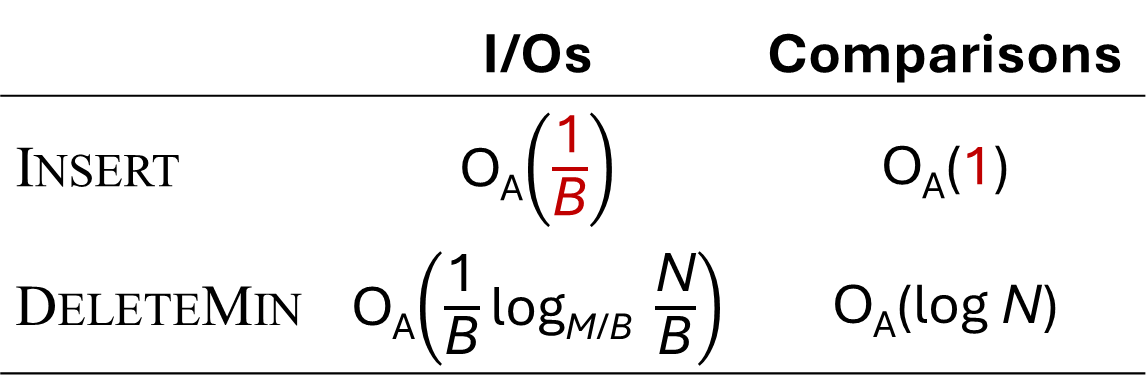 I/Os Comparisons
INSERT O_A(1/B) O_A(1)
DELETEMIN O_A(1/B log_{M/B} N/B) O_A(log N)